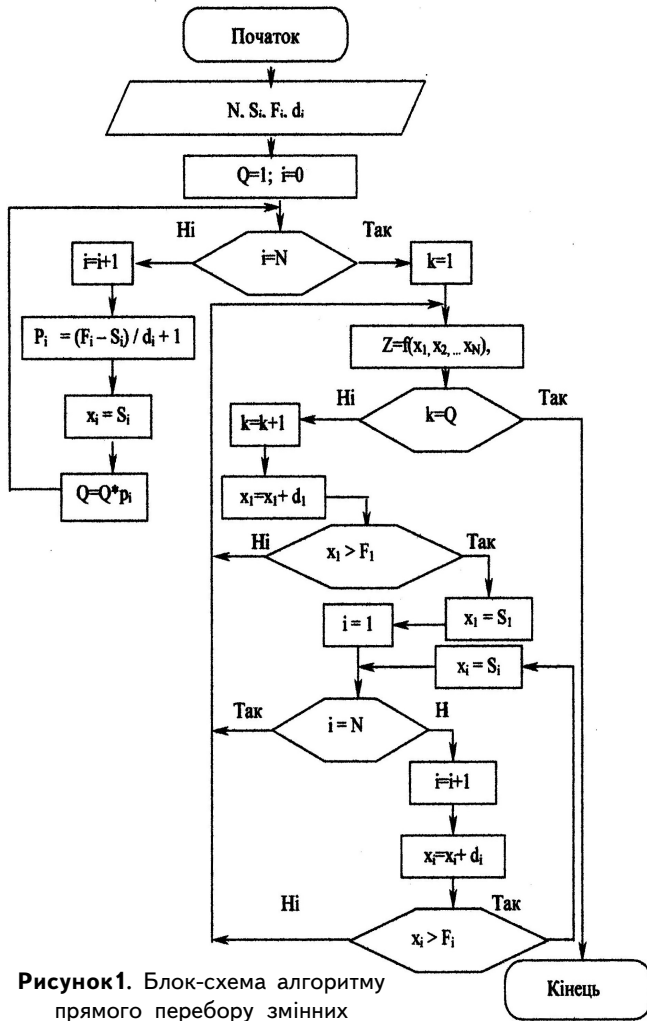 Початок
N. Sᵢ. Fᵢ. dᵢ
Q=1; i=0
Ні
Так
i=N
i=i+1
k=1
Pᵢ = (Fᵢ – Sᵢ) / dᵢ + 1
Z=f(x₁, x₂, ... xN),
xᵢ = Sᵢ
Ні
Так
k=Q
k=k+1
Q=Q*pᵢ
x₁=x₁+ d₁
Ні
Так
x₁ > F₁
x₁ = S₁
i = 1
xᵢ = Sᵢ
Так
Н
i = N
i=i+1
xᵢ=xᵢ+ dᵢ
Ні
Так
xᵢ > Fᵢ
Рисунок1. Блок-схема алгоритму
прямого перебору змінних
Кінець